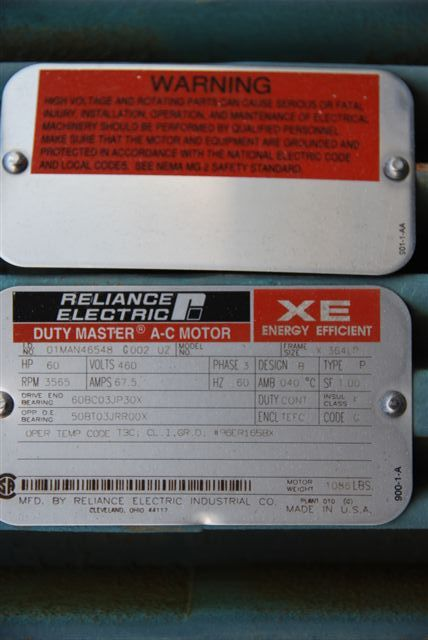 WARNING
HIGH VOLTAGE AND ROTATING PARTS CAN CAUSE SERIOUS OR FATAL
INJURY. INSTALLATION, OPERATION, AND MAINTENANCE OF ELECTRICAL
MACHINERY SHOULD BE PERFORMED BY QUALIFIED PERSONNEL.
MAKE SURE THAT THE MOTOR AND EQUIPMENT ARE GROUNDED AND
PROTECTED IN ACCORDANCE WITH THE NATIONAL ELECTRIC CODE
AND LOCAL CODES. SEE NEMA MG-2 SAFETY STANDARD.
901-1-AA
RELIANCE
ELECTRIC
DUTY MASTER® A-C MOTOR
XE
ENERGY EFFICIENT
I.D. NO. 01MAN46548 G002 UZ MODEL FRAME SIZE X 364LP
HP 60 VOLTS 460 PHASE 3 DESIGN B TYPE P
RPM 3565 AMPS 67.5 HZ 60 AMB 040 °C SF 1.00
DRIVE END BEARING 60BC03JP30X DUTY CONT INSUL CLASS F
OPP D.E. BEARING 50BT03JRR00X ENCL TEFC CODE G
OPER TEMP CODE T3C; CL.I,GR.D; #96ER165BX
MOTOR WEIGHT 1086 LBS.
MFD. BY RELIANCE ELECTRIC INDUSTRIAL CO. PLANT 010 (C)
CLEVELAND, OHIO 44117 MADE IN U.S.A.
900-1-A